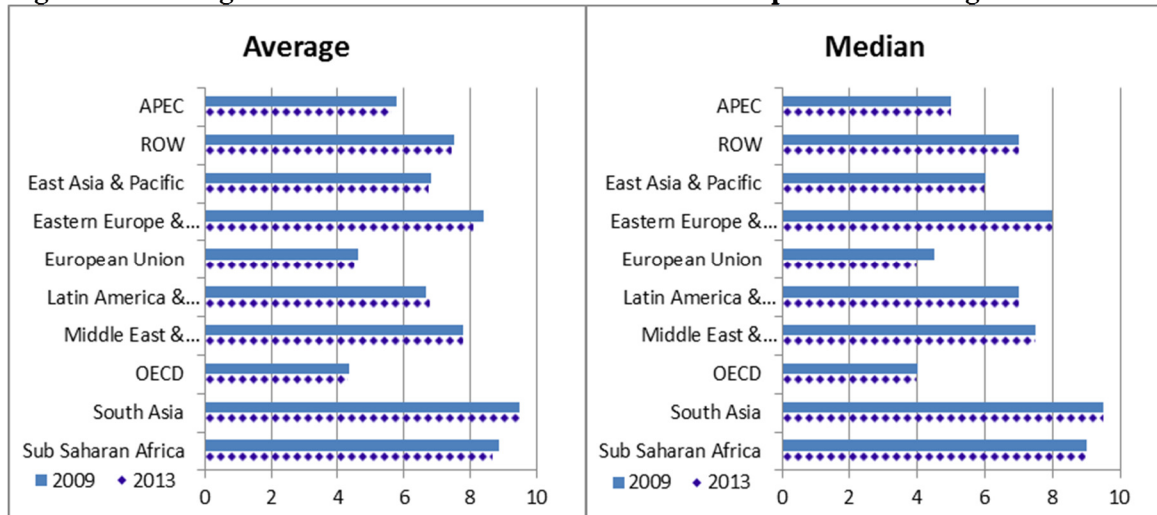 Average
APEC
ROW
East Asia & Pacific
Eastern Europe &...
European Union
Latin America &...
Middle East &...
OECD
South Asia
Sub Saharan Africa
2009 2013
0 2 4 6 8 10
Median
APEC
ROW
East Asia & Pacific
Eastern Europe &...
European Union
Latin America &...
Middle East &...
OECD
South Asia
Sub Saharan Africa
2009 2013
0 2 4 6 8 10